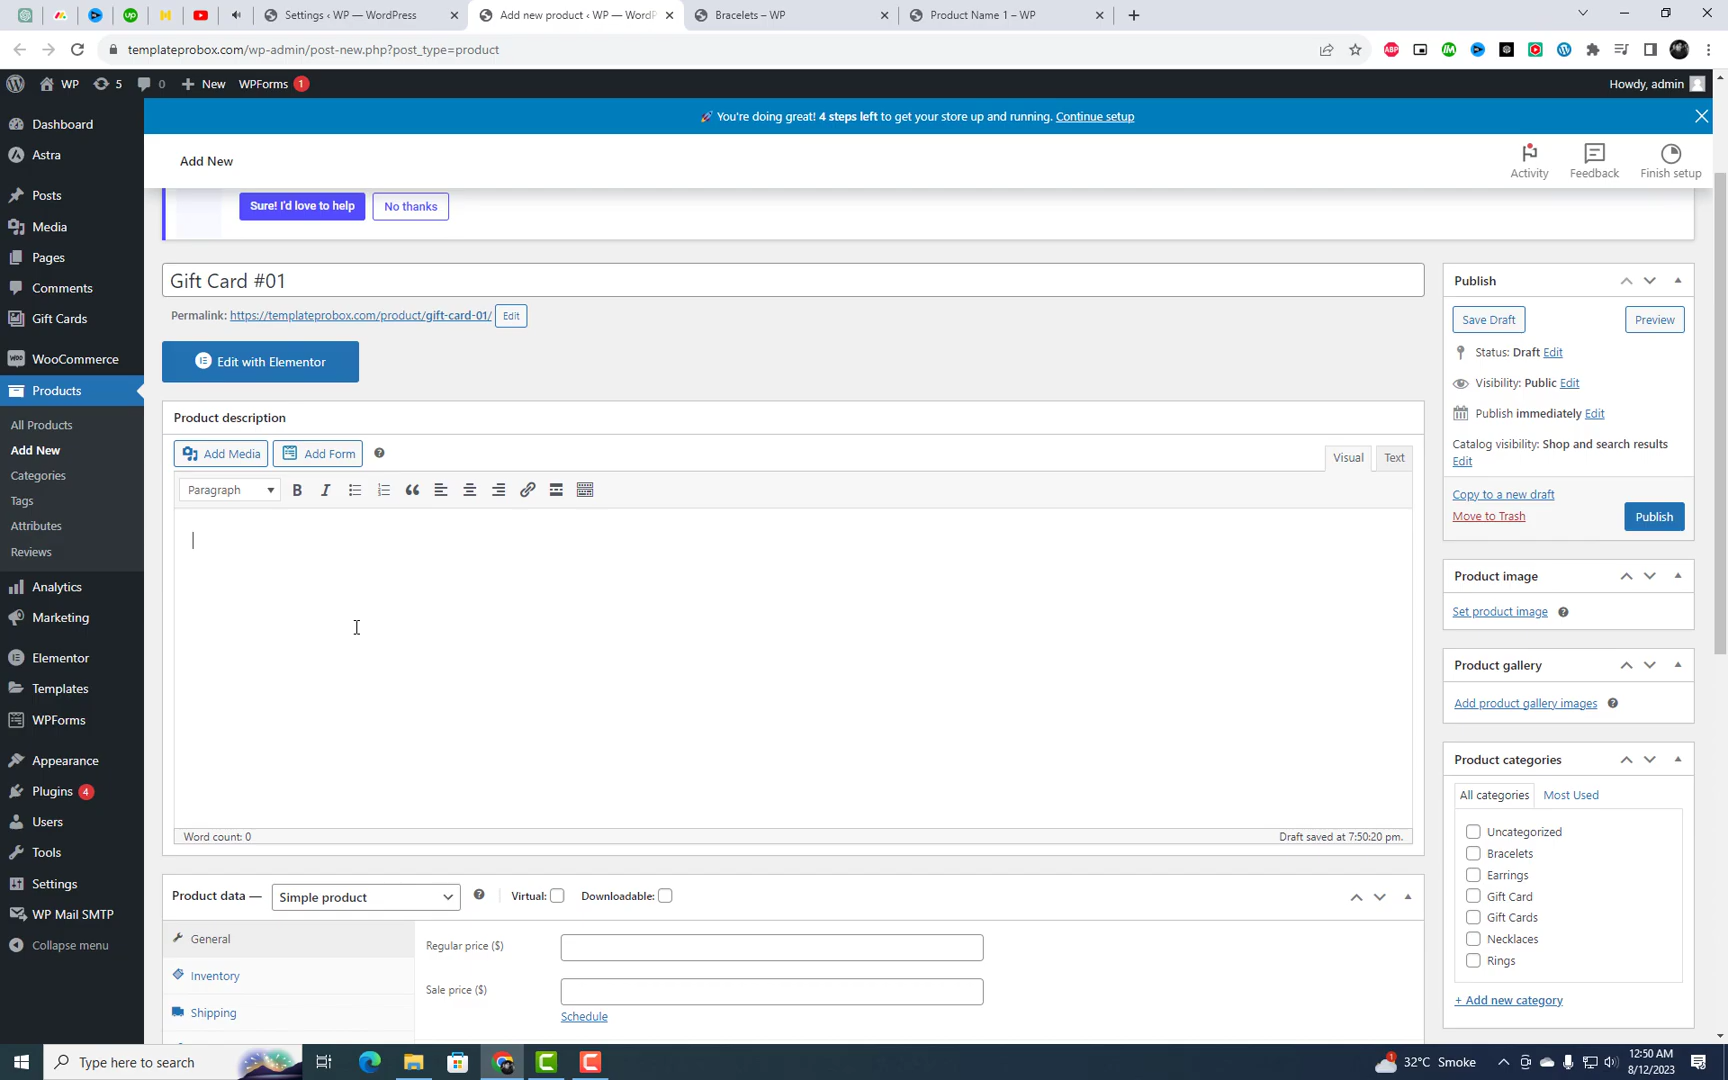 Settings ‹ WP — WordPress
Add new product ‹ WP — WordP
Bracelets – WP
Product Name 1 – WP
templateprobox.com/wp-admin/post-new.php?post_type=product
WP
5
0
New
WPForms 1
Howdy, admin
🚀 You're doing great! 4 steps left to get your store up and running. Continue setup
Add New
Activity
Feedback
Finish setup
Dashboard
Astra
Posts
Media
Pages
Comments
Gift Cards
WooCommerce
Products
All Products
Add New
Categories
Tags
Attributes
Reviews
Analytics
Marketing
Elementor
Templates
WPForms
Appearance
Plugins 4
Users
Tools
Settings
WP Mail SMTP
Collapse menu
Sure! I'd love to help
No thanks
Gift Card #01
Permalink: https://templateprobox.com/product/gift-card-01/ Edit
Edit with Elementor
Product description
Add Media
Add Form
Visual
Text
Paragraph
Word count: 0
Draft saved at 7:50:20 pm.
Product data — Simple product
Virtual:
Downloadable:
General
Inventory
Shipping
Regular price ($)
Sale price ($)
Schedule
Publish
Save Draft
Preview
Status: Draft Edit
Visibility: Public Edit
Publish immediately Edit
Catalog visibility: Shop and search results
Edit
Copy to a new draft
Move to Trash
Publish
Product image
Set product image
Product gallery
Add product gallery images
Product categories
All categories
Most Used
Uncategorized
Bracelets
Earrings
Gift Card
Gift Cards
Necklaces
Rings
+ Add new category
Type here to search
32°C Smoke
12:50 AM
8/12/2023